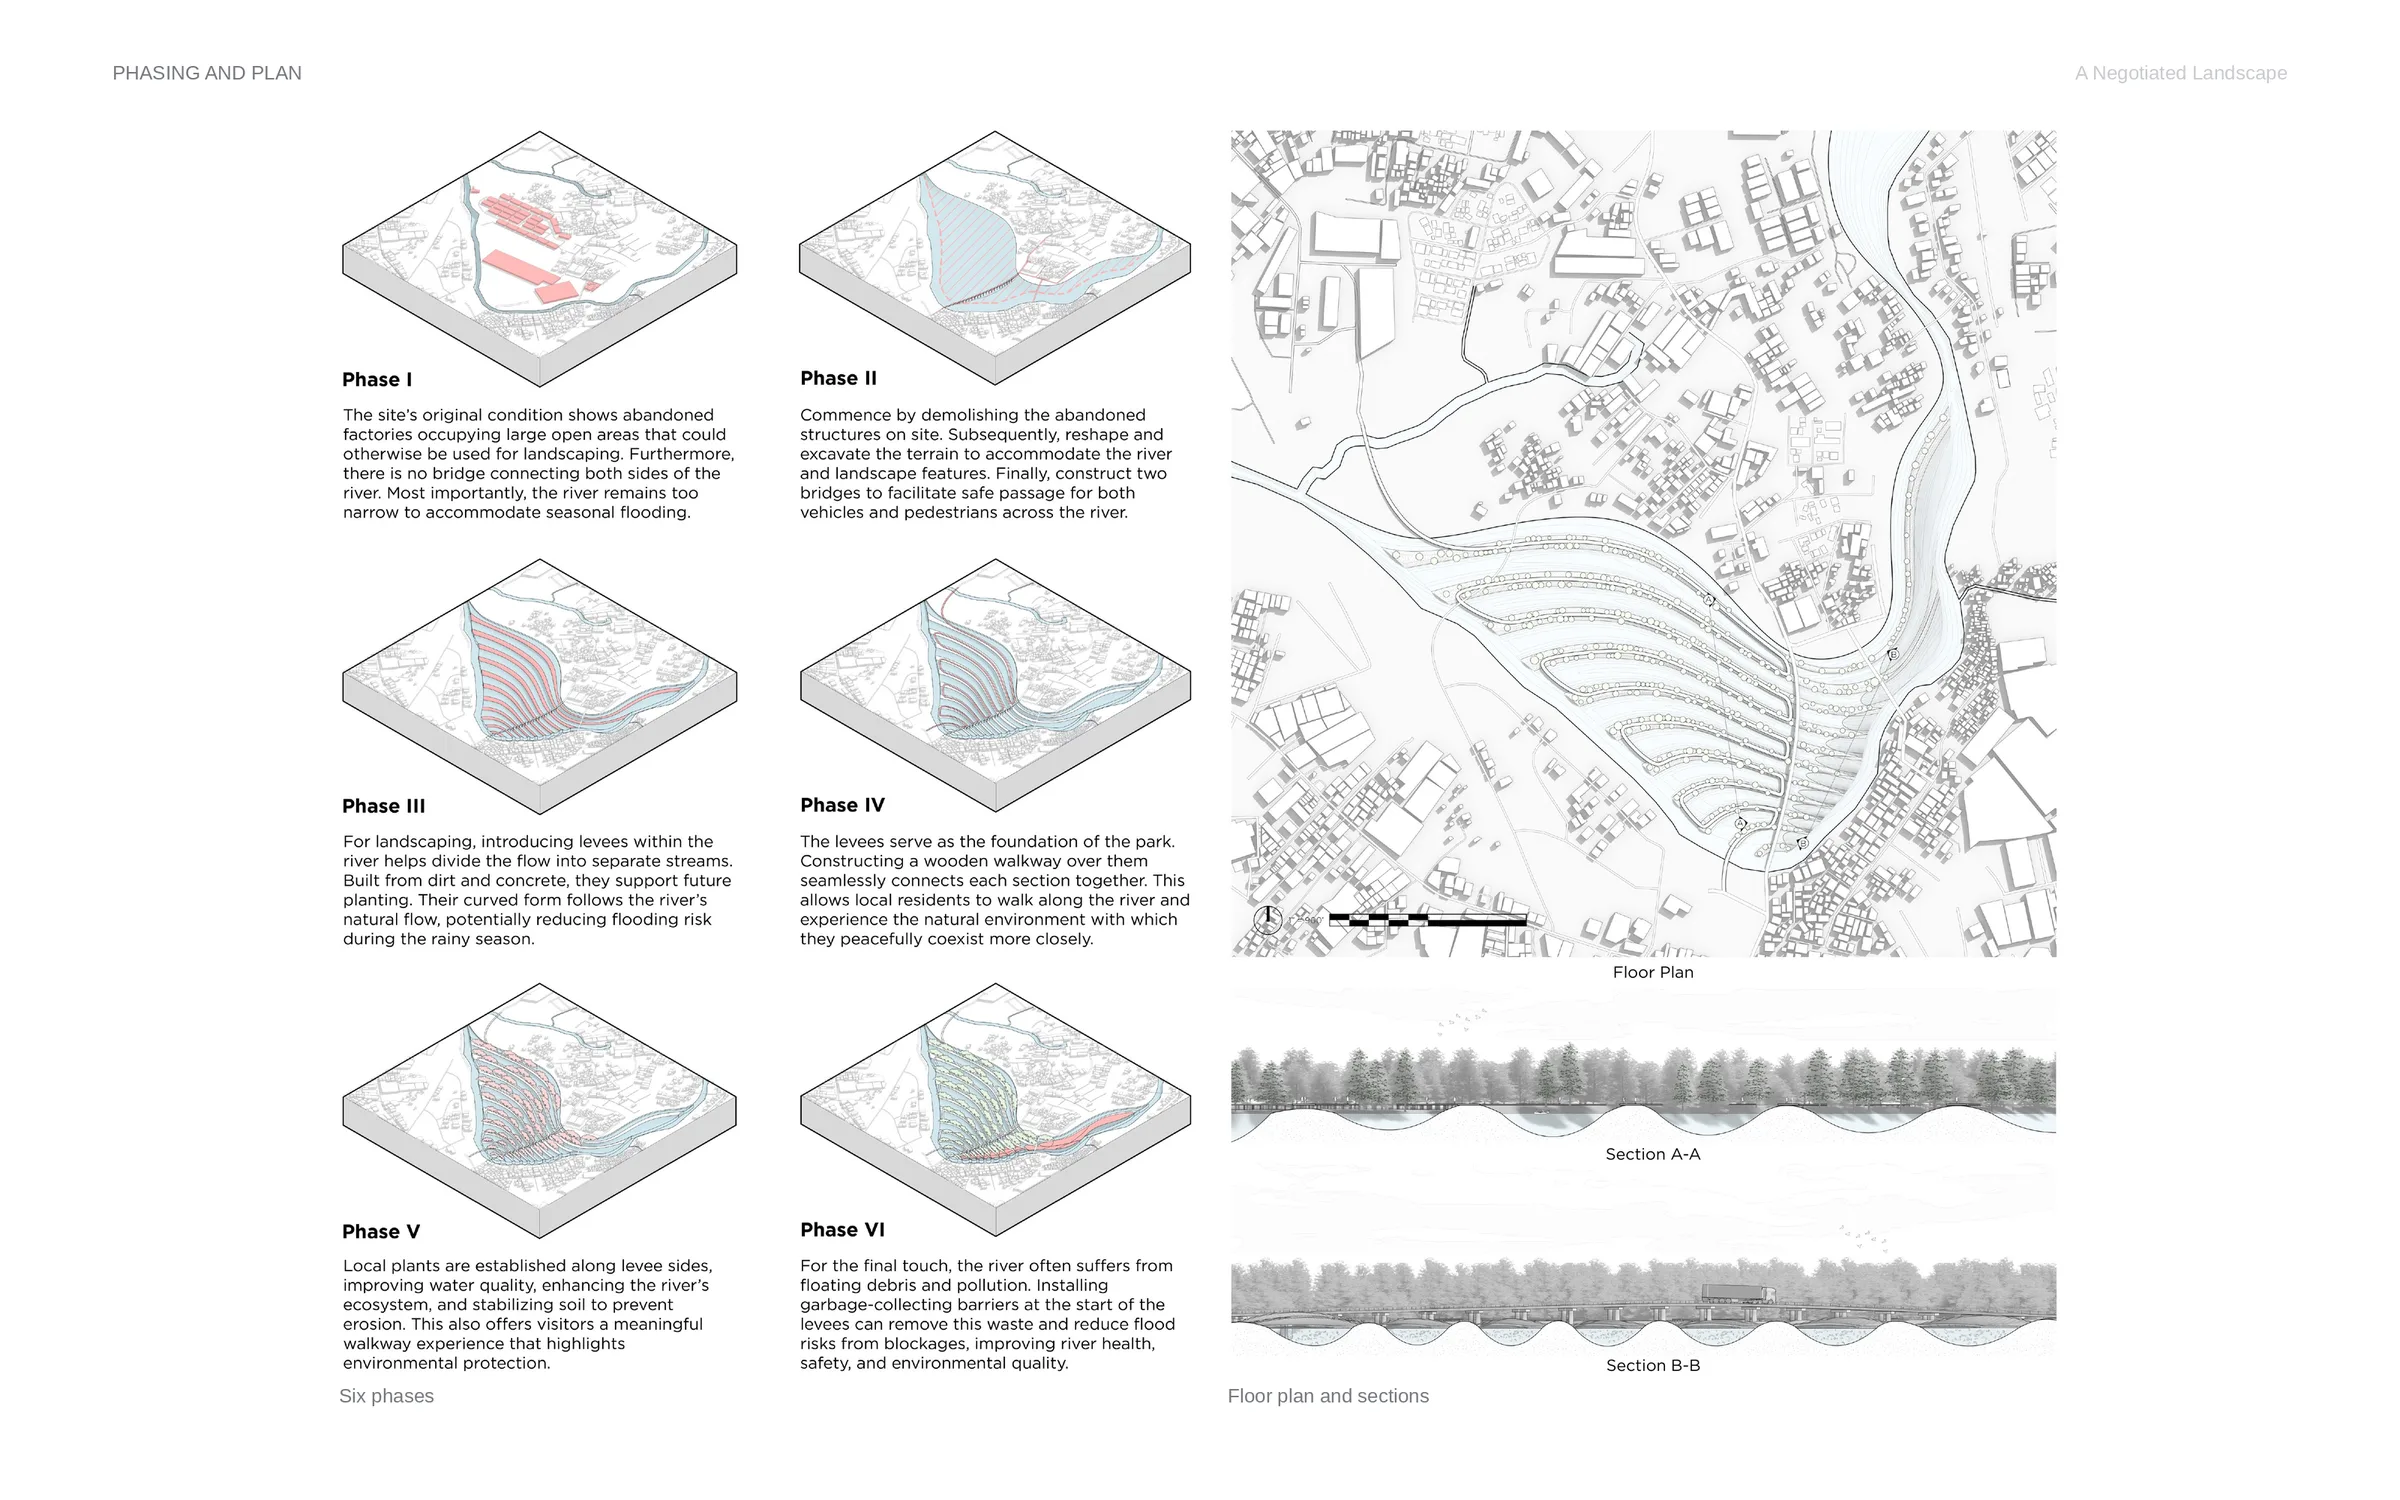 PHASING AND PLAN
A Negotiated Landscape
Phase I
The site’s original condition shows abandoned
factories occupying large open areas that could
otherwise be used for landscaping. Furthermore,
there is no bridge connecting both sides of the
river. Most importantly, the river remains too
narrow to accommodate seasonal flooding.
Phase II
Commence by demolishing the abandoned
structures on site. Subsequently, reshape and
excavate the terrain to accommodate the river
and landscape features. Finally, construct two
bridges to facilitate safe passage for both
vehicles and pedestrians across the river.
Phase III
For landscaping, introducing levees within the
river helps divide the flow into separate streams.
Built from dirt and concrete, they support future
planting. Their curved form follows the river’s
natural flow, potentially reducing flooding risk
during the rainy season.
Phase IV
The levees serve as the foundation of the park.
Constructing a wooden walkway over them
seamlessly connects each section together. This
allows local residents to walk along the river and
experience the natural environment with which
they peacefully coexist more closely.
Phase V
Local plants are established along levee sides,
improving water quality, enhancing the river’s
ecosystem, and stabilizing soil to prevent
erosion. This also offers visitors a meaningful
walkway experience that highlights
environmental protection.
Phase VI
For the final touch, the river often suffers from
floating debris and pollution. Installing
garbage-collecting barriers at the start of the
levees can remove this waste and reduce flood
risks from blockages, improving river health,
safety, and environmental quality.
Six phases
A
B
A
B
Floor Plan
Section A-A
Section B-B
Floor plan and sections